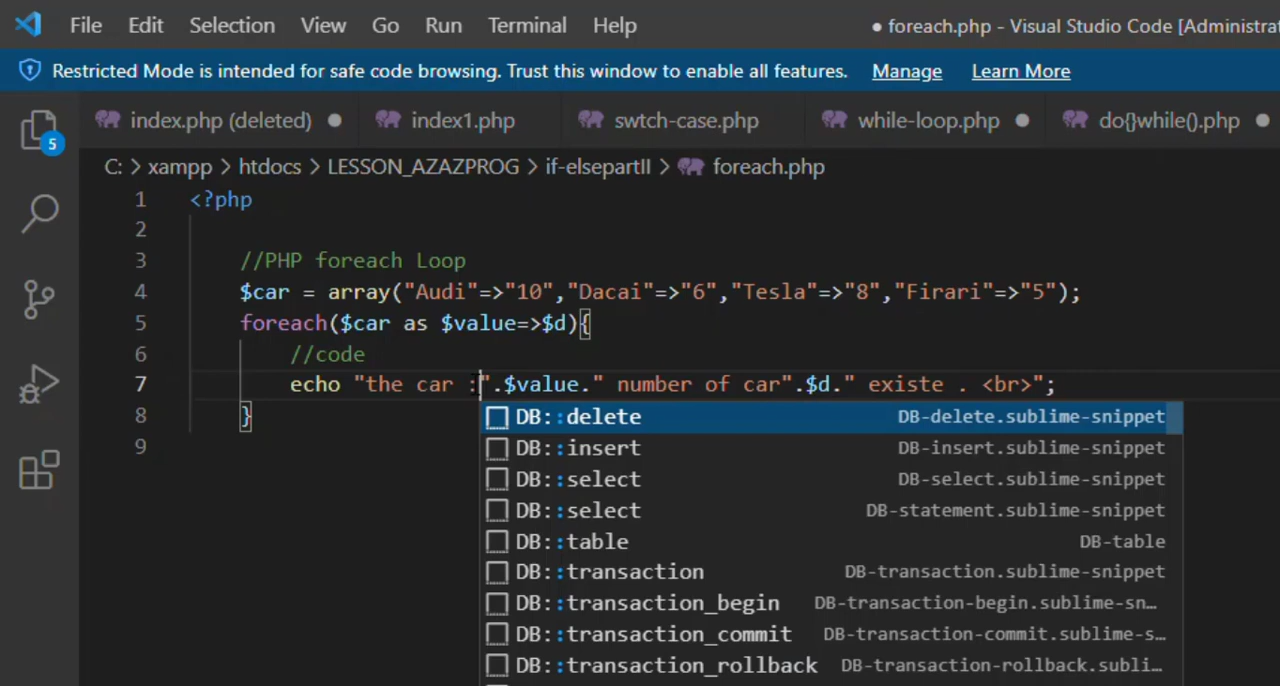 File Edit Selection View Go Run Terminal Help ● foreach.php - Visual Studio Code [Administrat
Restricted Mode is intended for safe code browsing. Trust this window to enable all features. Manage Learn More
5
index.php (deleted) ● index1.php swtch-case.php while-loop.php ● do{}while().php ●
C: > xampp > htdocs > LESSON_AZAZPROG > if-elsepartII > foreach.php
1 <?php
2
3 //PHP foreach Loop
4 $car = array("Audi"=>"10","Dacai"=>"6","Tesla"=>"8","Firari"=>"5");
5 foreach($car as $value=>$d){
6 //code
7 echo "the car :".$value." number of car".$d." existe . <br>";
DB::delete DB-delete.sublime-snippet
8 }
DB::insert DB-insert.sublime-snippet
9
DB::select DB-select.sublime-snippet
DB::select DB-statement.sublime-snippet
DB::table DB-table
DB::transaction DB-transaction.sublime-snippet
DB::transaction_begin DB-transaction-begin.sublime-sn…
DB::transaction_commit DB-transaction-commit.sublime-s…
DB::transaction_rollback DB-transaction-rollback.subli…